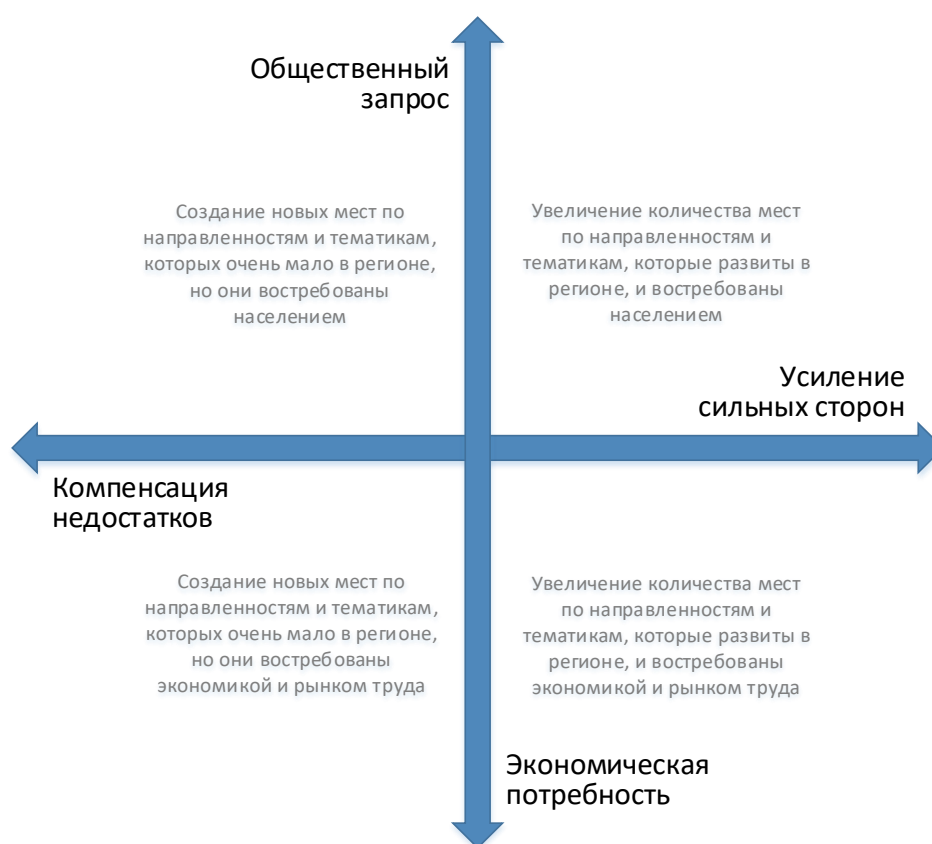 Общественный
запрос
Создание новых мест по
направленностям и тематикам,
которых очень мало в регионе,
но они востребованы
населением
Увеличение количества мест
по направленностям и
тематикам, которые развиты в
регионе, и востребованы
населением
Усиление
сильных сторон
Компенсация
недостатков
Создание новых мест по
направленностям и тематикам,
которых очень мало в регионе,
но они востребованы
экономикой и рынком труда
Увеличение количества мест
по направленностям и
тематикам, которые развиты в
регионе, и востребованы
экономикой и рынком труда
Экономическая
потребность